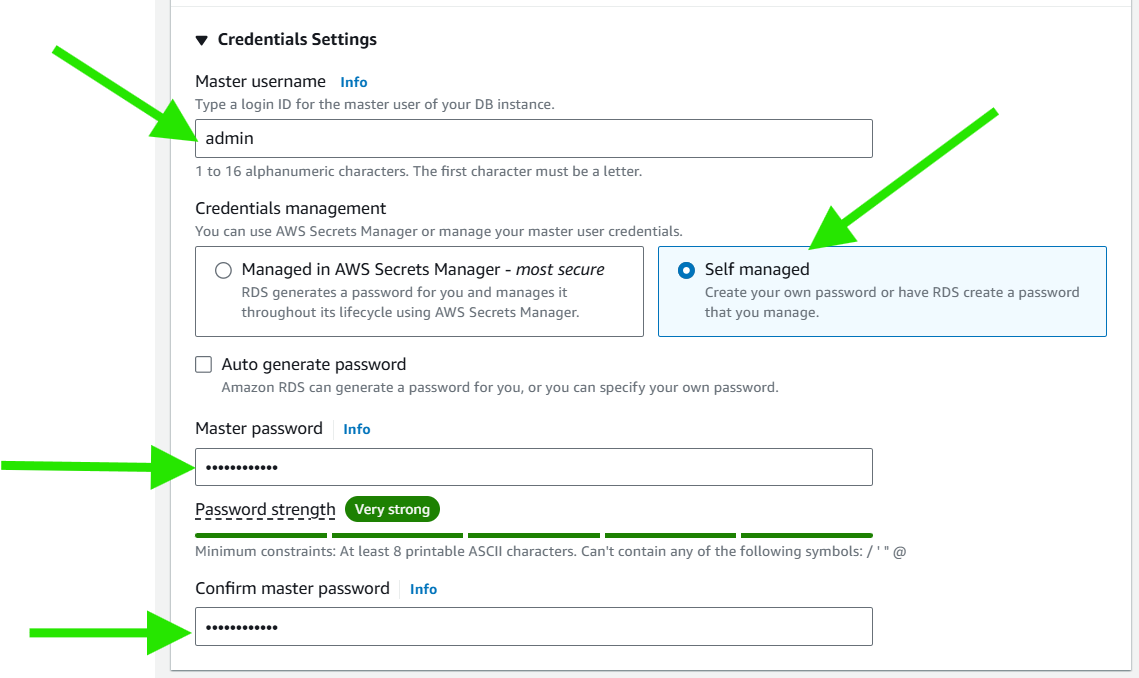 Credentials Settings
Master username Info
Type a login ID for the master user of your DB instance.
admin
1 to 16 alphanumeric characters. The first character must be a letter.
Credentials management
You can use AWS Secrets Manager or manage your master user credentials.
Managed in AWS Secrets Manager - most secure
RDS generates a password for you and manages it
throughout its lifecycle using AWS Secrets Manager.
Self managed
Create your own password or have RDS create a password
that you manage.
Auto generate password
Amazon RDS can generate a password for you, or you can specify your own password.
Master password Info
••••••••••••
Password strength Very strong
Minimum constraints: At least 8 printable ASCII characters. Can't contain any of the following symbols: / ' " @
Confirm master password Info
••••••••••••